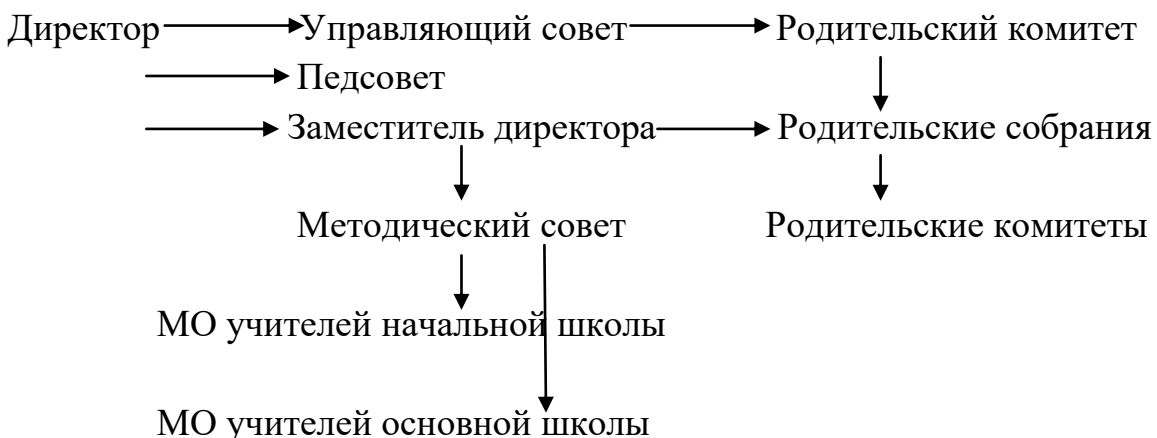 Директор Управляющий совет Родительский комитет
Педсовет
Заместитель директора Родительские собрания
Методический совет Родительские комитеты
МО учителей начальной школы
МО учителей основной школы